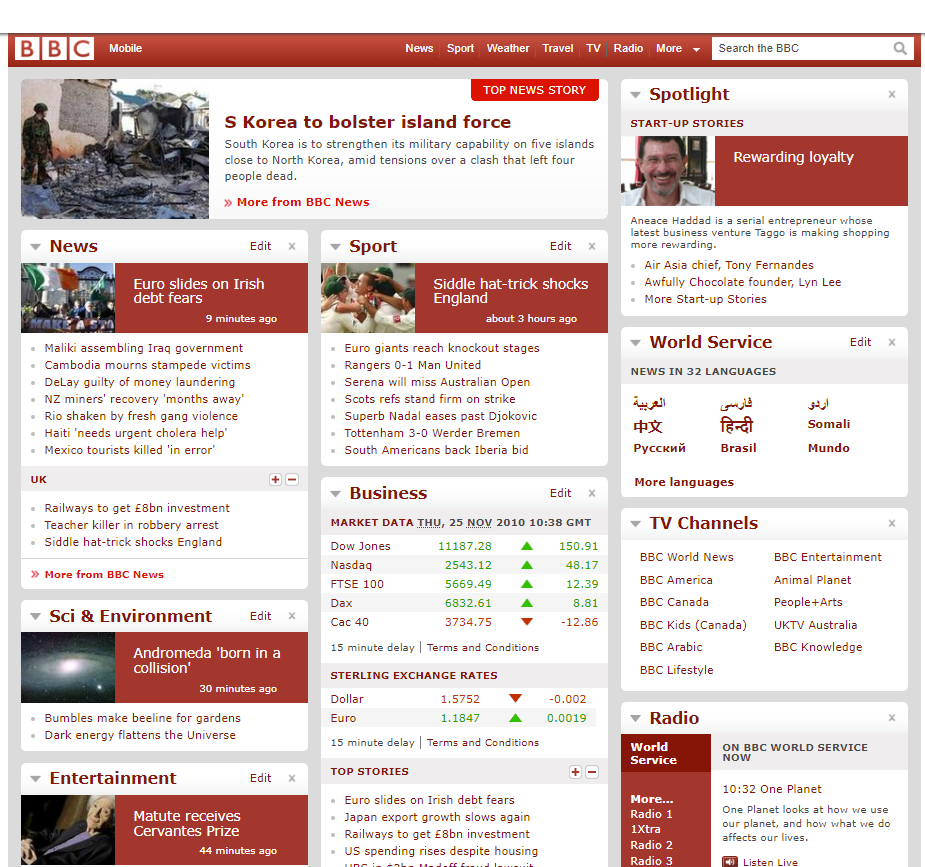 BBC Mobile News Sport Weather Travel TV Radio More Search the BBC
TOP NEWS STORY
S Korea to bolster island force
South Korea is to strengthen its military capability on five islands
close to North Korea, amid tensions over a clash that left four
people dead.
» More from BBC News
News Edit x
Euro slides on Irish
debt fears
9 minutes ago
Maliki assembling Iraq government
Cambodia mourns stampede victims
DeLay guilty of money laundering
NZ miners' recovery 'months away'
Rio shaken by fresh gang violence
Haiti 'needs urgent cholera help'
Mexico tourists killed 'in error'
UK
Railways to get £8bn investment
Teacher killer in robbery arrest
Siddle hat-trick shocks England
» More from BBC News
Sci & Environment Edit x
Andromeda 'born in a
collision'
30 minutes ago
Bumbles make beeline for gardens
Dark energy flattens the Universe
Entertainment Edit x
Matute receives
Cervantes Prize
44 minutes ago
Sport Edit x
Siddle hat-trick shocks
England
about 3 hours ago
Euro giants reach knockout stages
Rangers 0-1 Man United
Serena will miss Australian Open
Scots refs stand firm on strike
Superb Nadal eases past Djokovic
Tottenham 3-0 Werder Bremen
South Americans back Iberia bid
Business Edit x
MARKET DATA THU, 25 NOV 2010 10:38 GMT
Dow Jones 11187.28 150.91
Nasdaq 2543.12 48.17
FTSE 100 5669.49 12.39
Dax 6832.61 8.81
Cac 40 3734.75 -12.86
15 minute delay | Terms and Conditions
STERLING EXCHANGE RATES
Dollar 1.5752 -0.002
Euro 1.1847 0.0019
15 minute delay | Terms and Conditions
TOP STORIES
Euro slides on Irish debt fears
Japan export growth slows again
Railways to get £8bn investment
US spending rises despite housing
UBS in $2bn Madoff fraud lawsuit
Spotlight x
START-UP STORIES
Rewarding loyalty
Aneace Haddad is a serial entrepreneur whose
latest business venture Taggo is making shopping
more rewarding.
Air Asia chief, Tony Fernandes
Awfully Chocolate founder, Lyn Lee
More Start-up Stories
World Service Edit x
NEWS IN 32 LANGUAGES
العربية فارسی اردو
中文 हिन्दी Somali
Русский Brasil Mundo
More languages
TV Channels x
BBC World News BBC Entertainment
BBC America Animal Planet
BBC Canada People+Arts
BBC Kids (Canada) UKTV Australia
BBC Arabic BBC Knowledge
BBC Lifestyle
Radio x
World
Service
More...
Radio 1
1Xtra
Radio 2
Radio 3
ON BBC WORLD SERVICE
NOW
10:32 One Planet
One Planet looks at how we use
our planet, and how what we do
affects our lives.
Listen Live